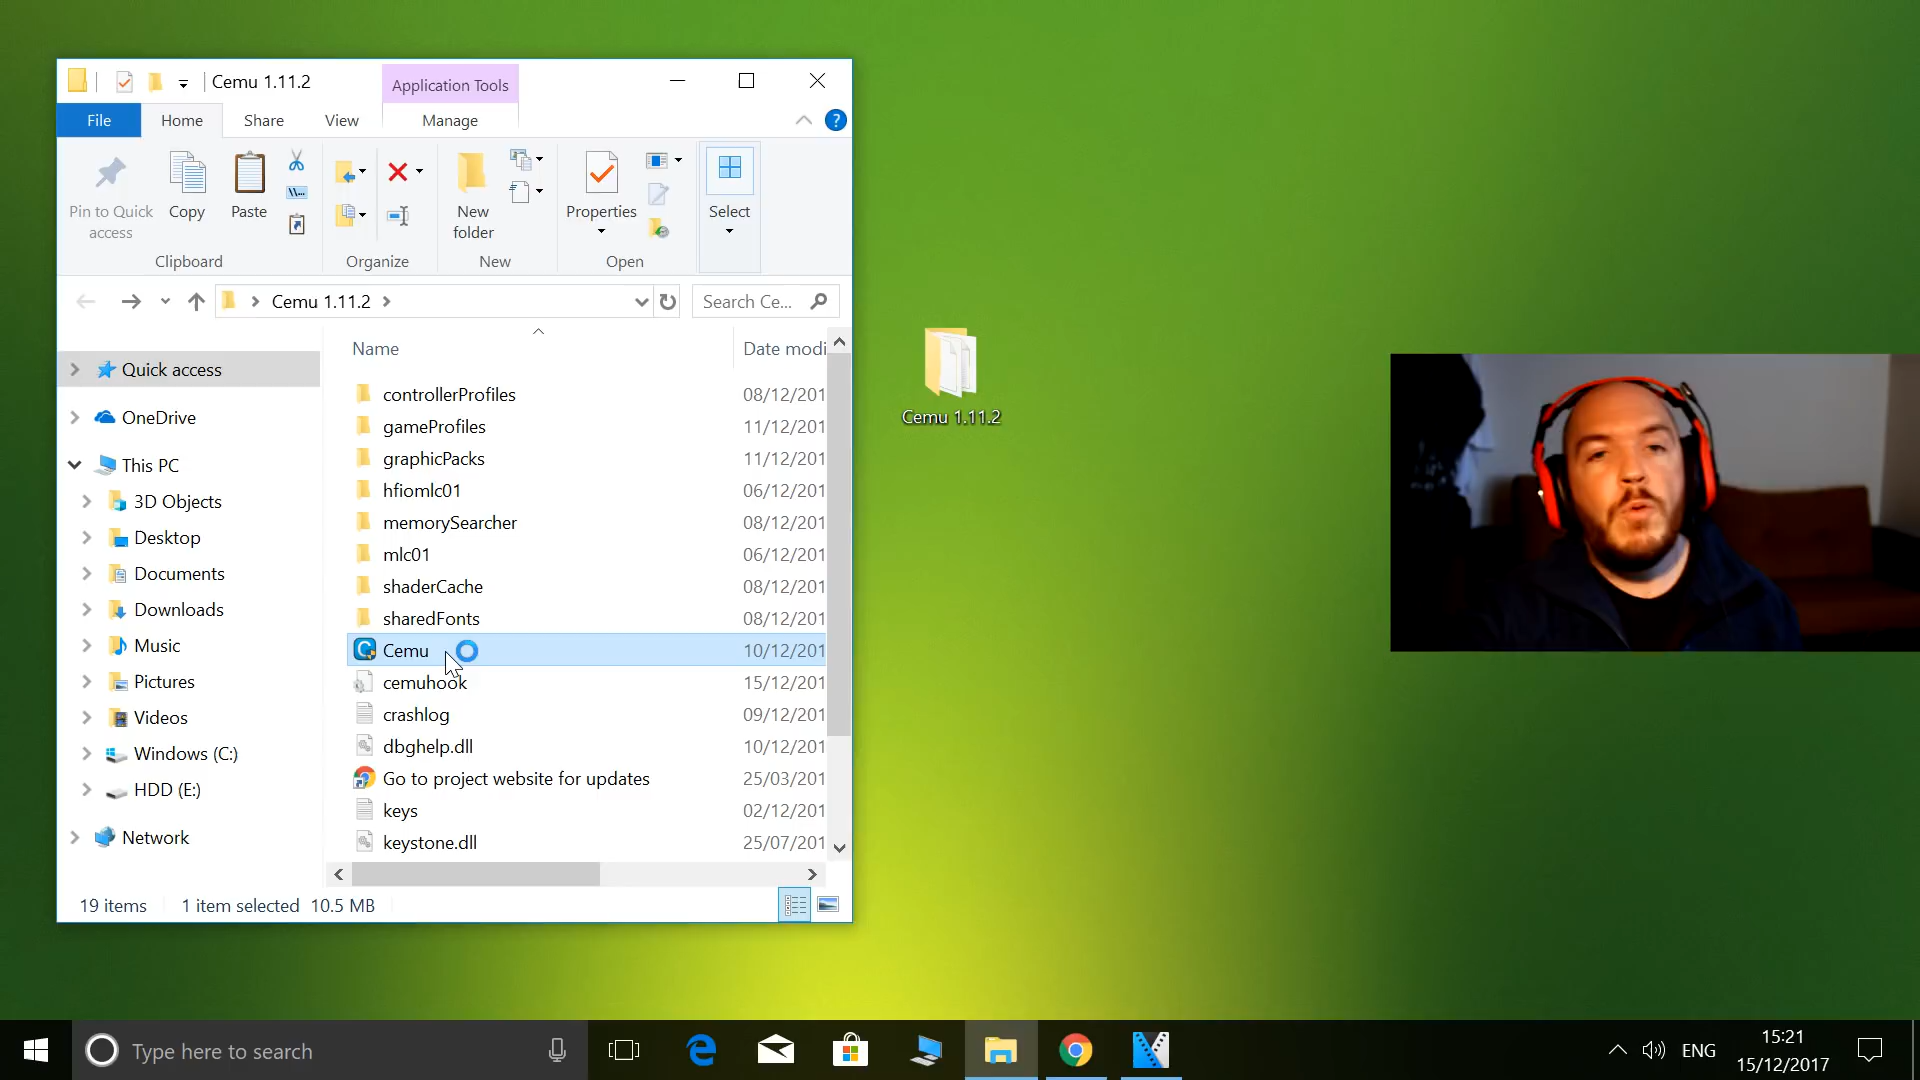 Cemu 1.11.2
Application Tools
File
Home
Share
View
Manage
Pin to Quick access
Copy
Paste
New folder
Properties
Select
Clipboard
Organize
New
Open
Cemu 1.11.2
Search Ce...
Name
Date modi
Quick access
OneDrive
This PC
3D Objects
Desktop
Documents
Downloads
Music
Pictures
Videos
Windows (C:)
HDD (E:)
Network
controllerProfiles 08/12/201
gameProfiles 11/12/201
graphicPacks 11/12/201
hfiomlc01 06/12/201
memorySearcher 08/12/201
mlc01 06/12/201
shaderCache 08/12/201
sharedFonts 08/12/201
Cemu 10/12/201
cemuhook 15/12/201
crashlog 09/12/201
dbghelp.dll 10/12/201
Go to project website for updates 25/03/201
keys 02/12/201
keystone.dll 25/07/201
19 items 1 item selected 10.5 MB
Cemu 1.11.2
Type here to search
ENG
15:21
15/12/2017